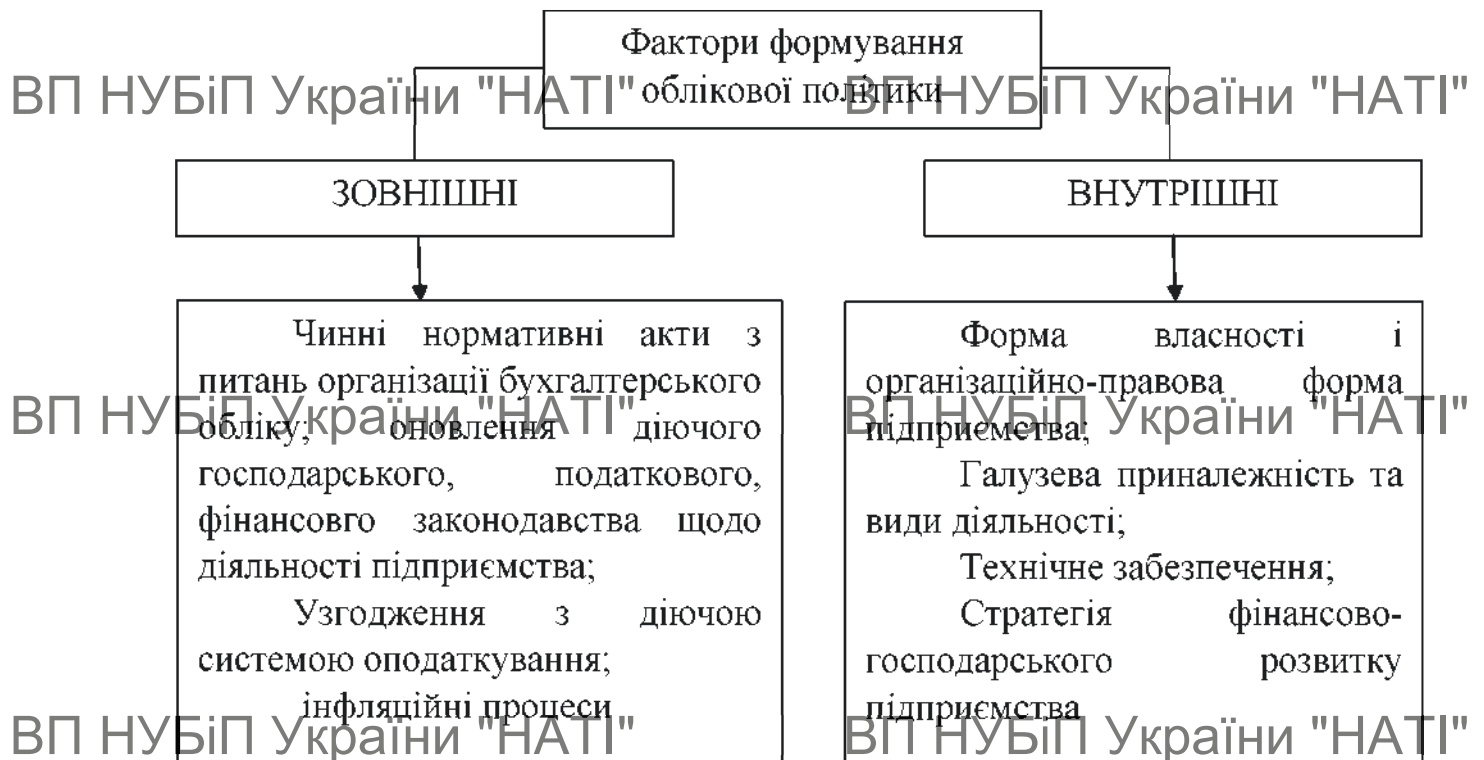 Фактори формування
облікової політики
ВП НУБіП України "НАТІ"
ВП НУБіП України "НАТІ"
ЗОВНІШНІ
ВНУТРІШНІ
Чинні нормативні акти з
питань організації бухгалтерського
обліку; оновлення діючого
господарського, податкового,
фінансовго законодавства щодо
діяльності підприємства;
Узгодження з діючою
системою оподаткування;
інфляційні процеси
Форма власності і
організаційно-правова форма
підприємства;
Галузева приналежність та
види діяльності;
Технічне забезпечення;
Стратегія фінансово-
господарського розвитку
підприємства
ВП НУБіП України "НАТІ"
ВП НУБіП України "НАТІ"
ВП НУБіП України "НАТІ"
ВП НУБіП України "НАТІ"